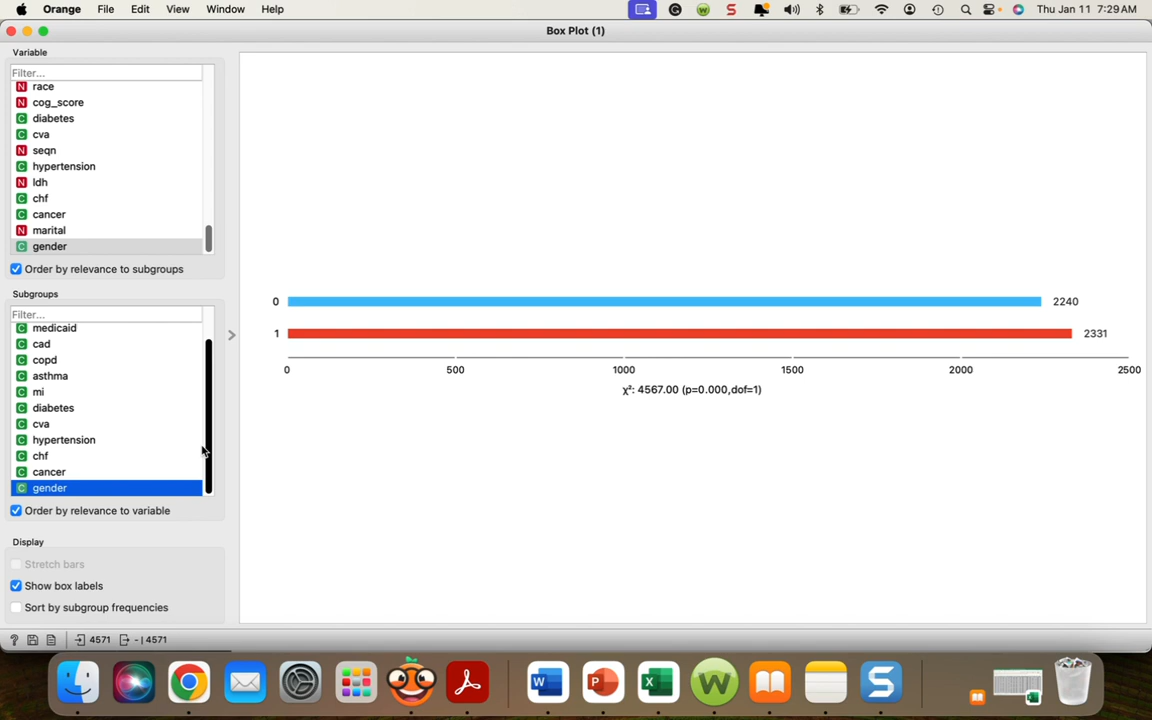 Orange File Edit View Window Help Thu Jan 11 7:29 AM
Box Plot (1)
Variable
Filter...
N race
N cog_score
C diabetes
C cva
N seqn
C hypertension
N ldh
C chf
C cancer
N marital
C gender
Order by relevance to subgroups
Subgroups
Filter...
C medicaid
C cad
C copd
C asthma
C mi
C diabetes
C cva
C hypertension
C chf
C cancer
C gender
Order by relevance to variable
Display
Stretch bars
Show box labels
Sort by subgroup frequencies
? 4571 - | 4571
0 2240
1 2331
0 500 1000 1500 2000 2500
χ²: 4567.00 (p=0.000,dof=1)
W P X W S